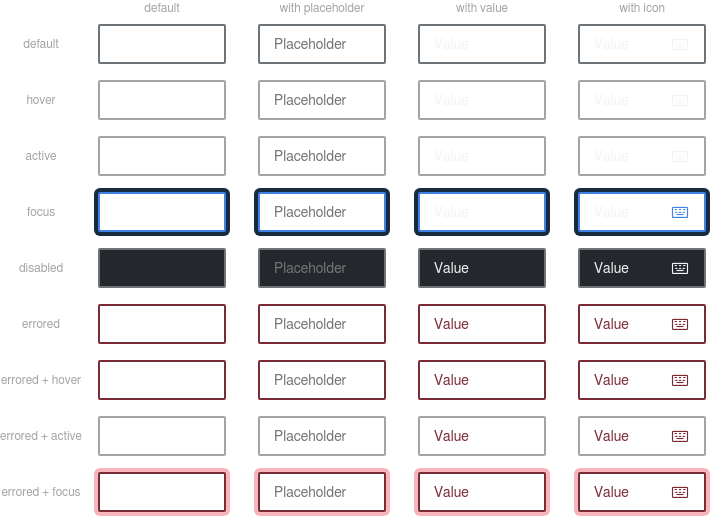 default with placeholder with value with icon
default Placeholder Value Value
hover Placeholder Value Value
active Placeholder Value Value
focus Placeholder Value Value
disabled Placeholder Value Value
errored Placeholder Value Value
errored + hover Placeholder Value Value
errored + active Placeholder Value Value
errored + focus Placeholder Value Value